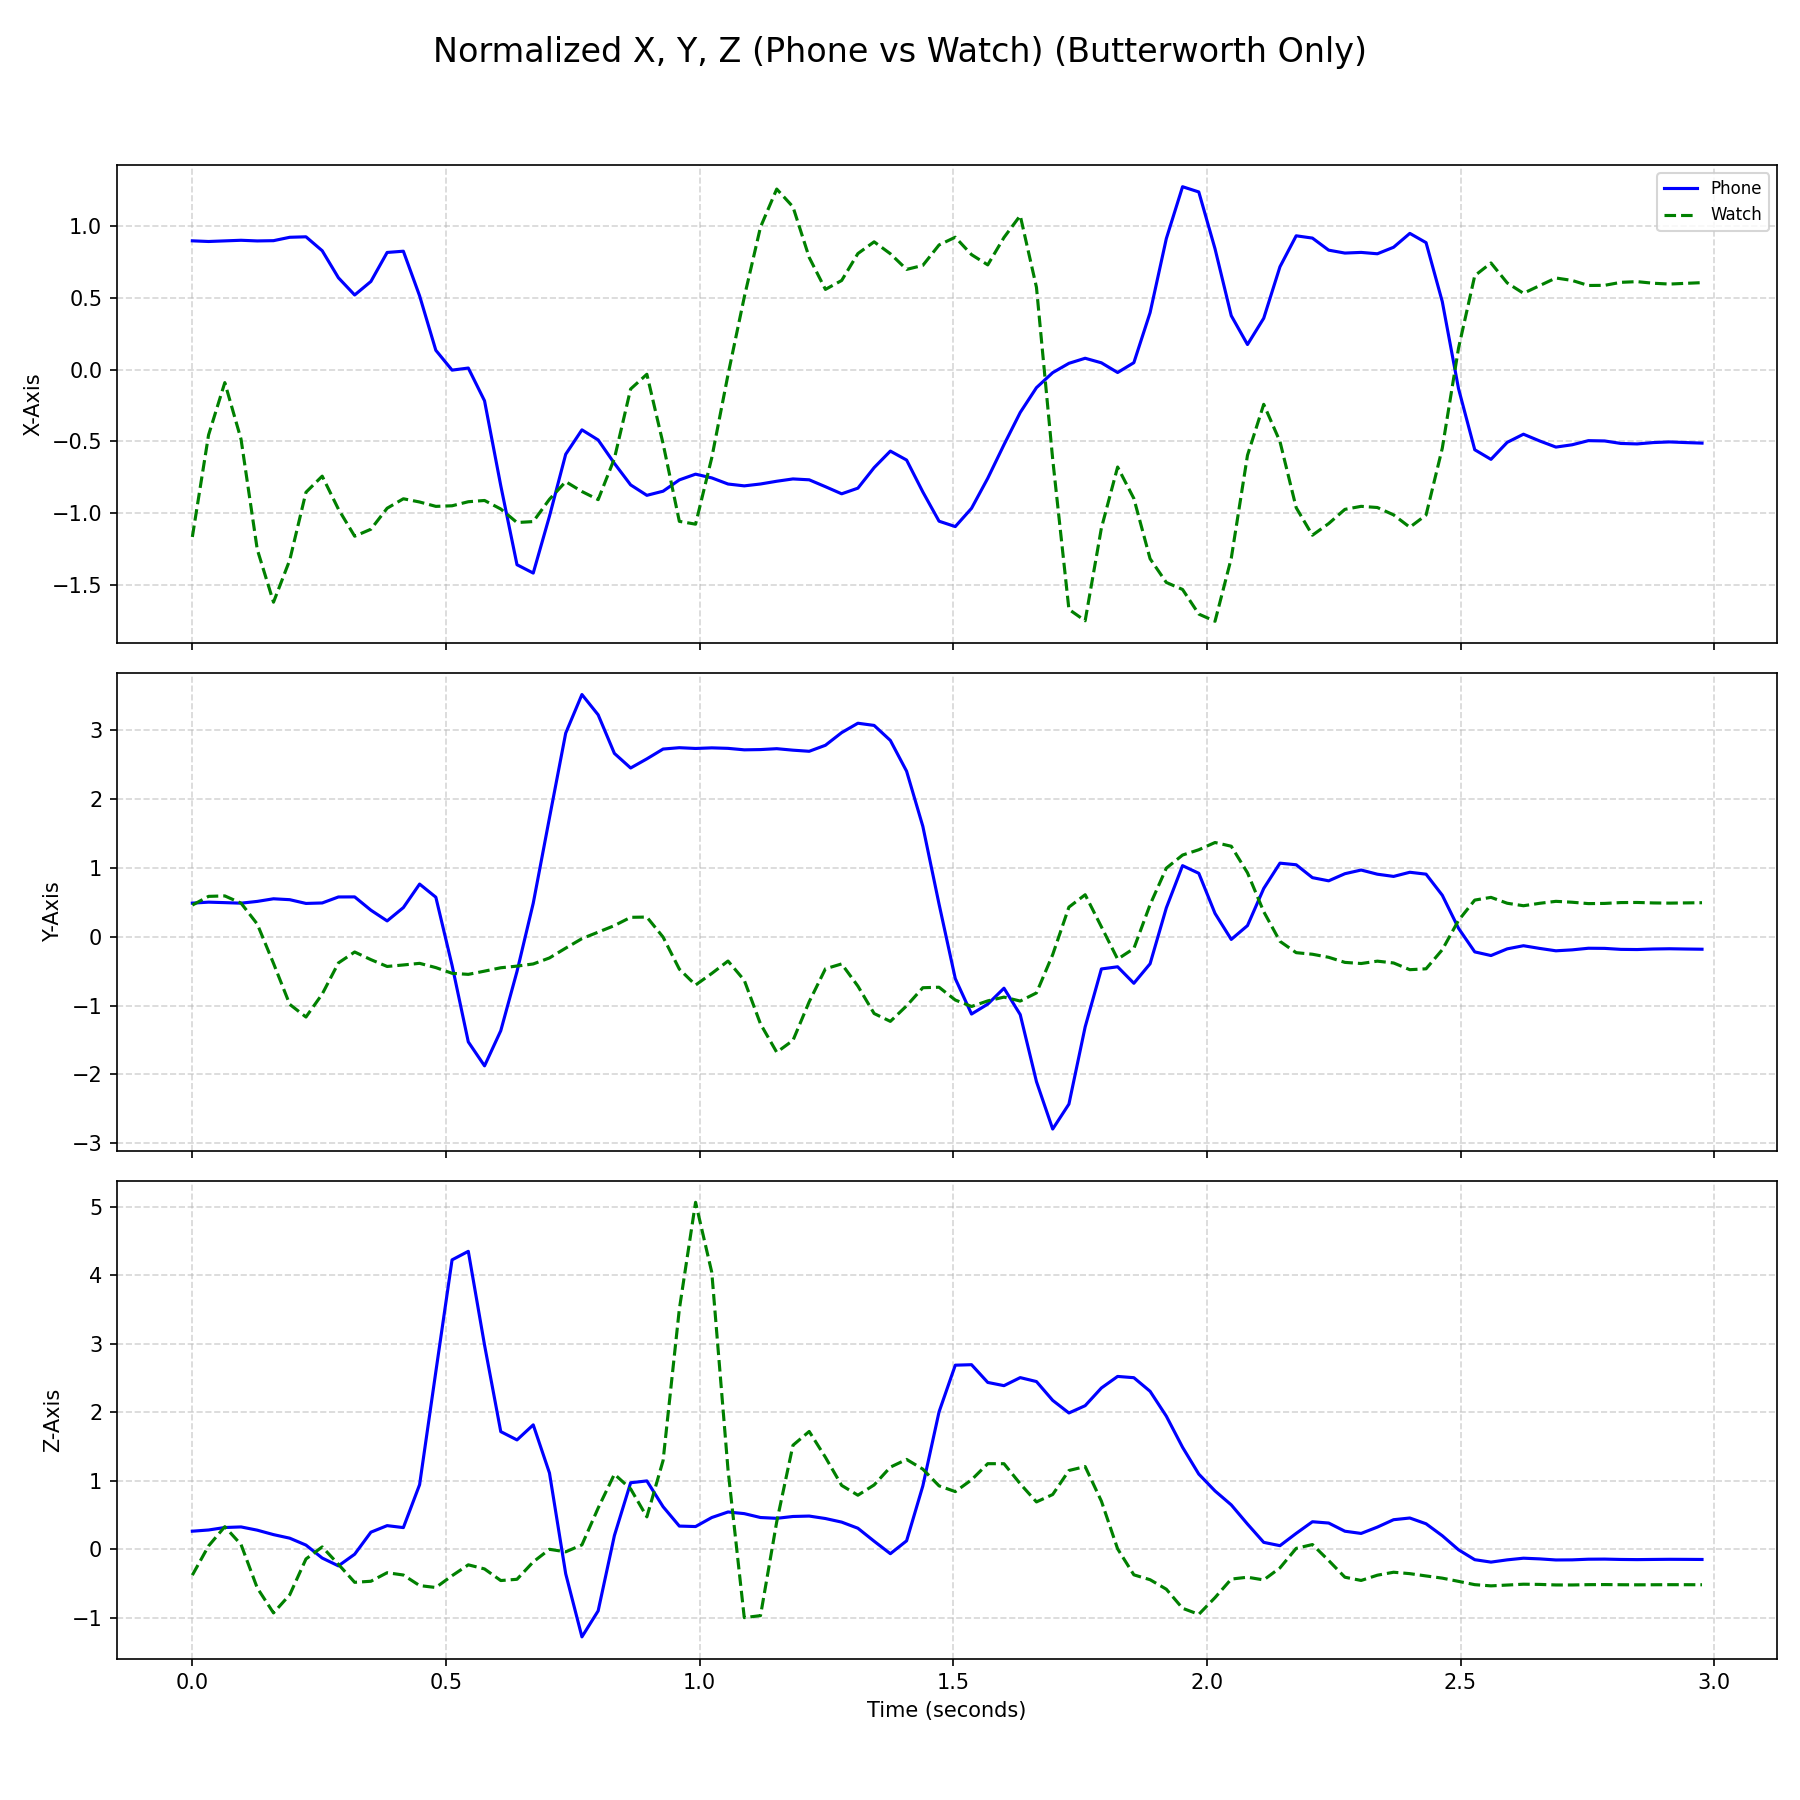 Normalized X, Y, Z (Phone vs Watch) (Butterworth Only)
Phone
Watch
1.0
0.5
0.0
−0.5
−1.0
−1.5
X-Axis
3
2
1
0
−1
−2
−3
Y-Axis
5
4
3
2
1
0
−1
Z-Axis
0.0 0.5 1.0 1.5 2.0 2.5 3.0
Time (seconds)